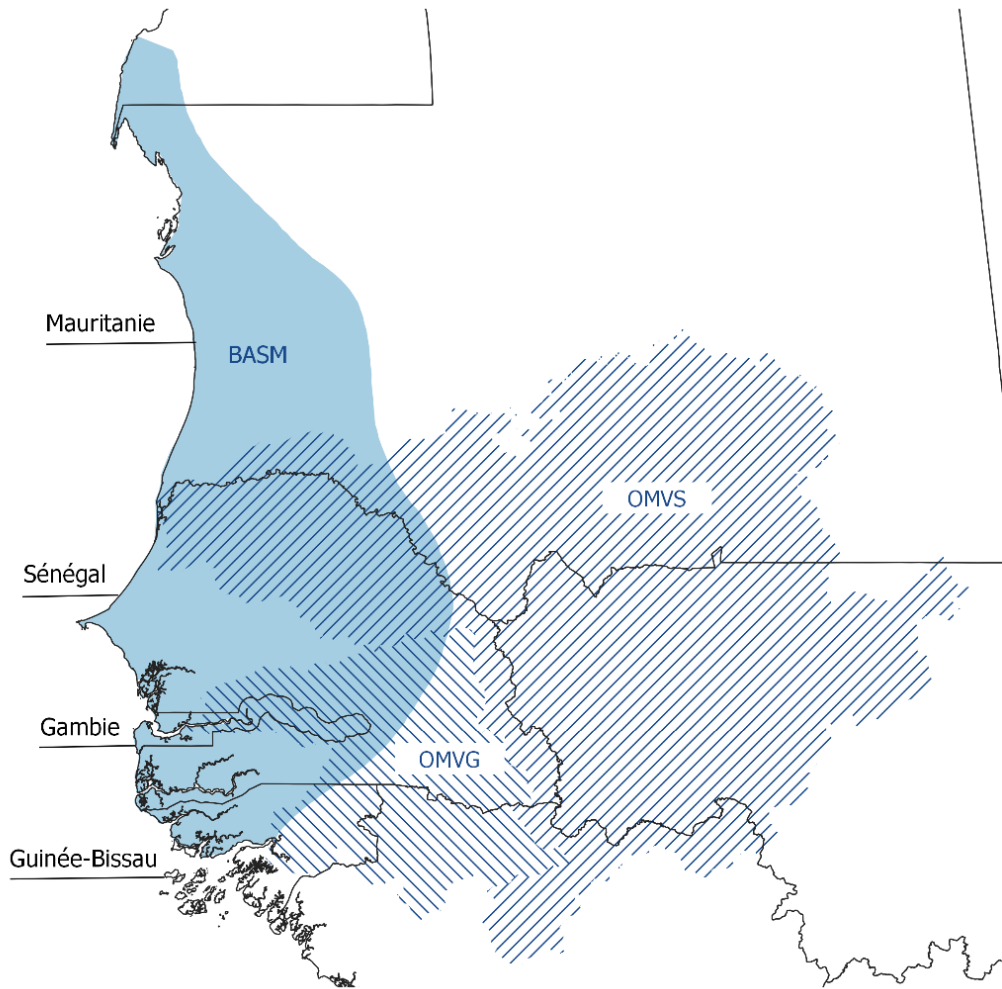 Mauritanie
BASM
OMVS
Sénégal
Gambie
OMVG
Guinée-Bissau